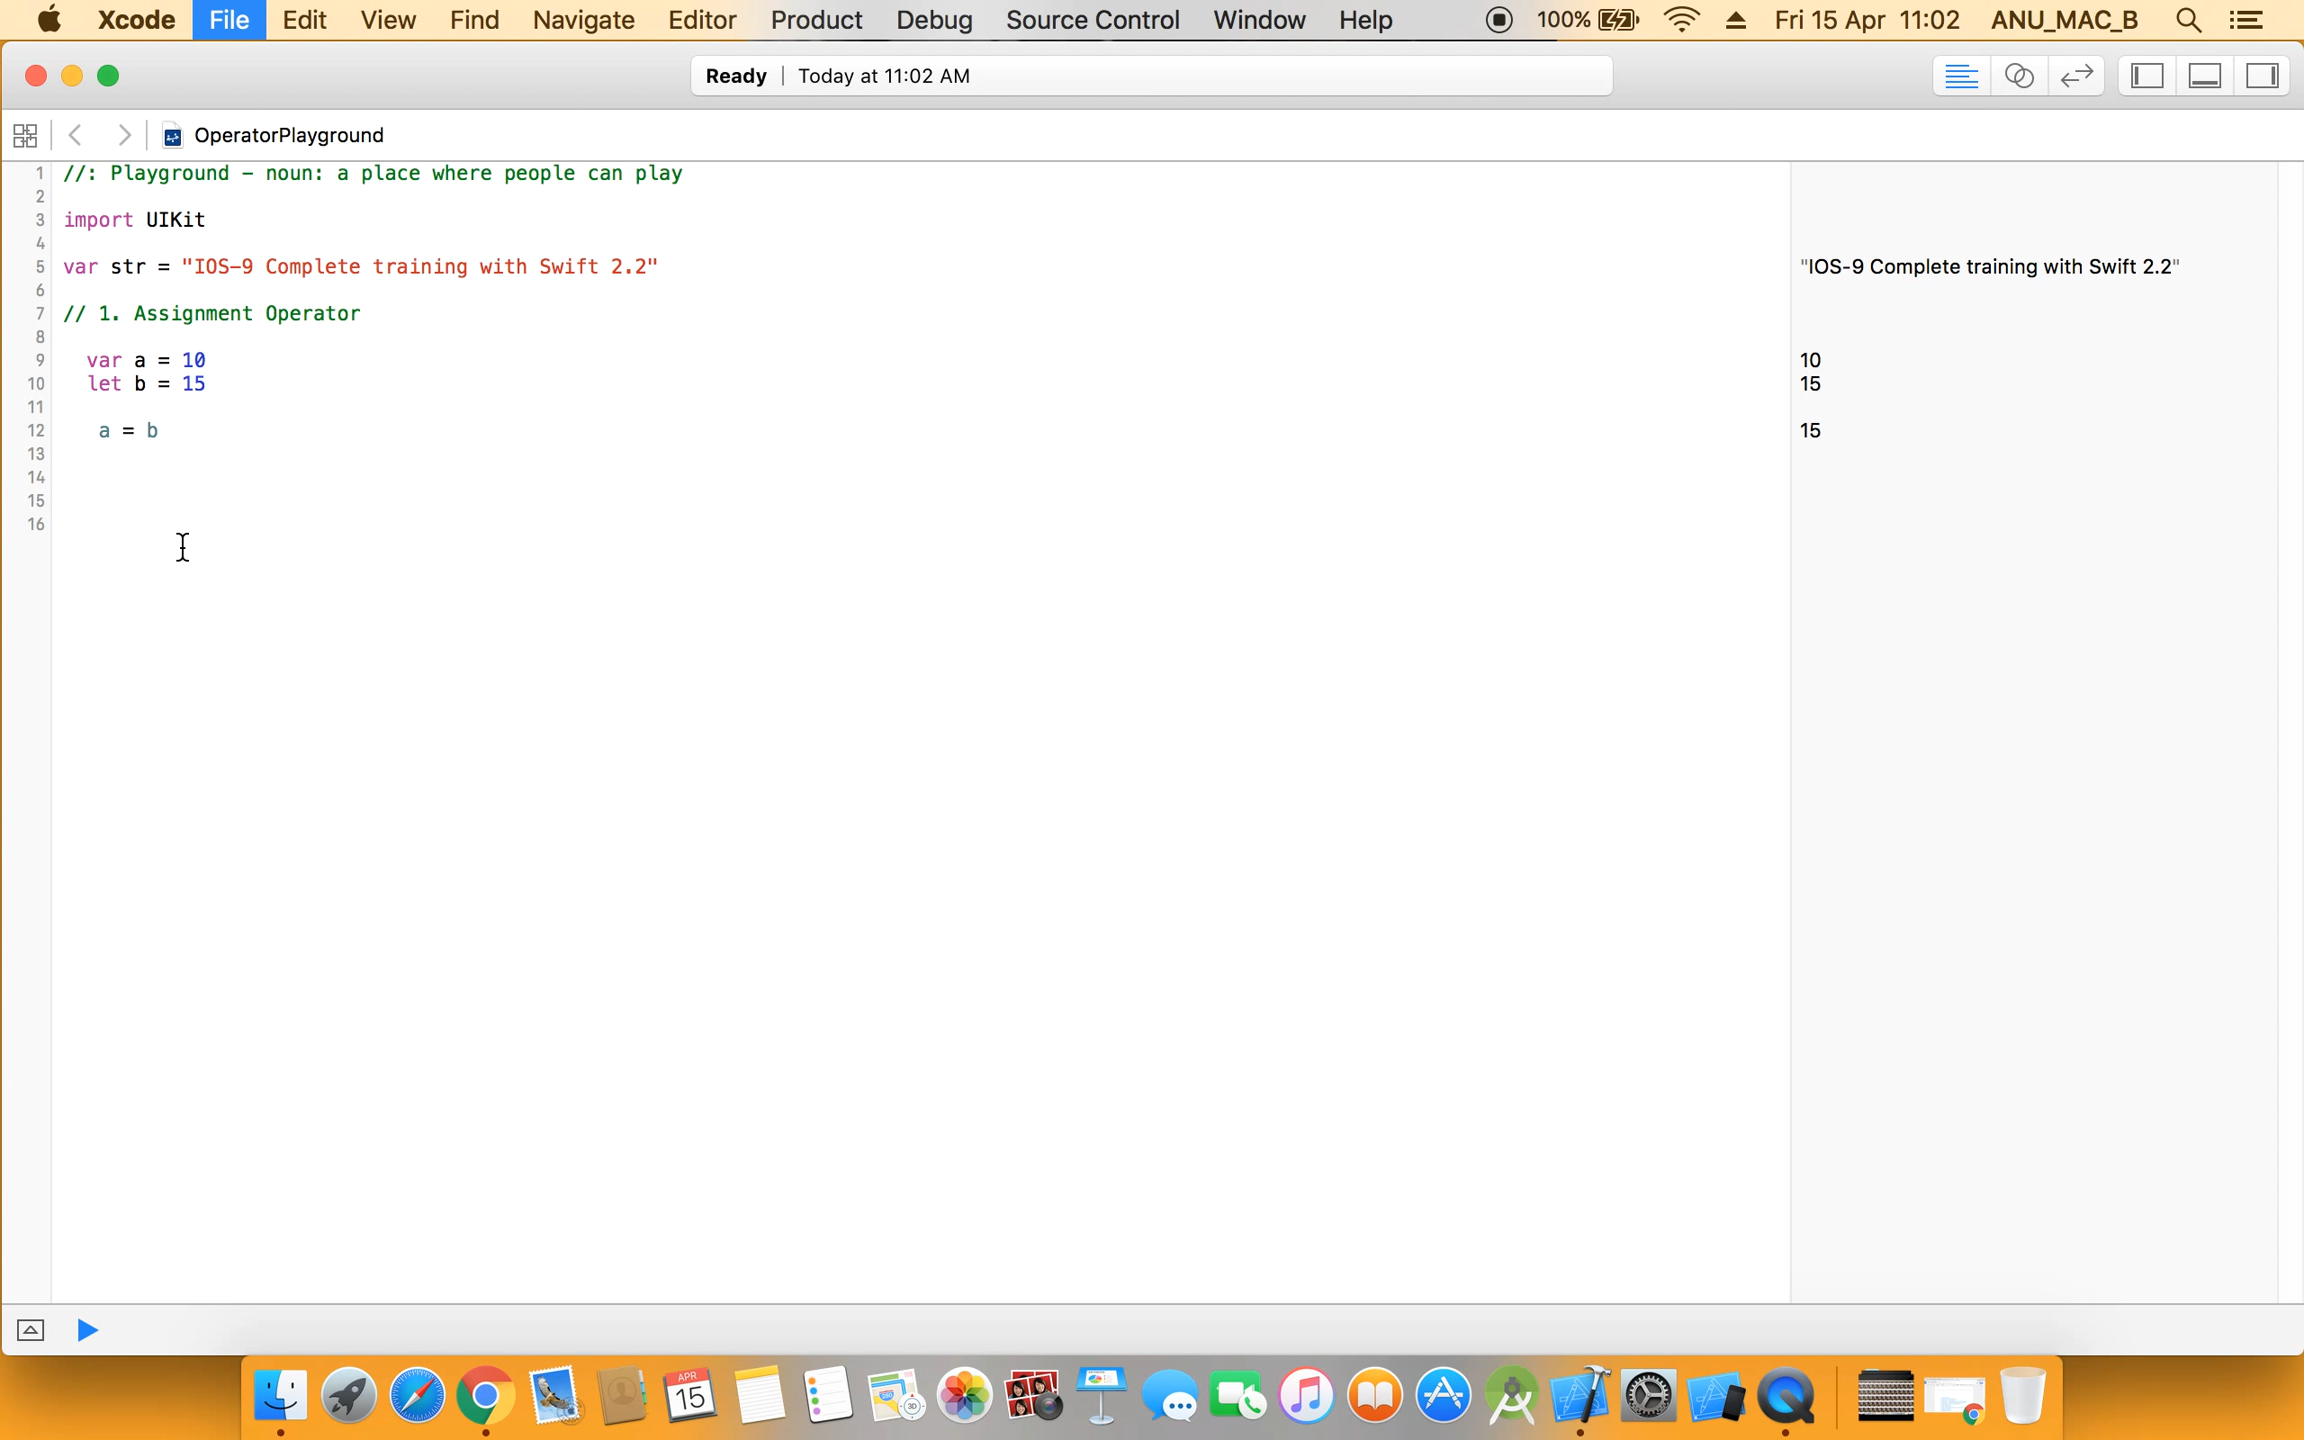 Xcode File Edit View Find Navigate Editor Product Debug Source Control Window Help 100% Fri 15 Apr 11:02 ANU_MAC_B
Ready | Today at 11:02 AM
OperatorPlayground
1 //: Playground - noun: a place where people can play
2
3 import UIKit
4
5 var str = "IOS-9 Complete training with Swift 2.2" "IOS-9 Complete training with Swift 2.2"
6
7 // 1. Assignment Operator
8
9 var a = 10 10
10 let b = 15 15
11
12 a = b 15
13
14
15
16
APR
15
3D